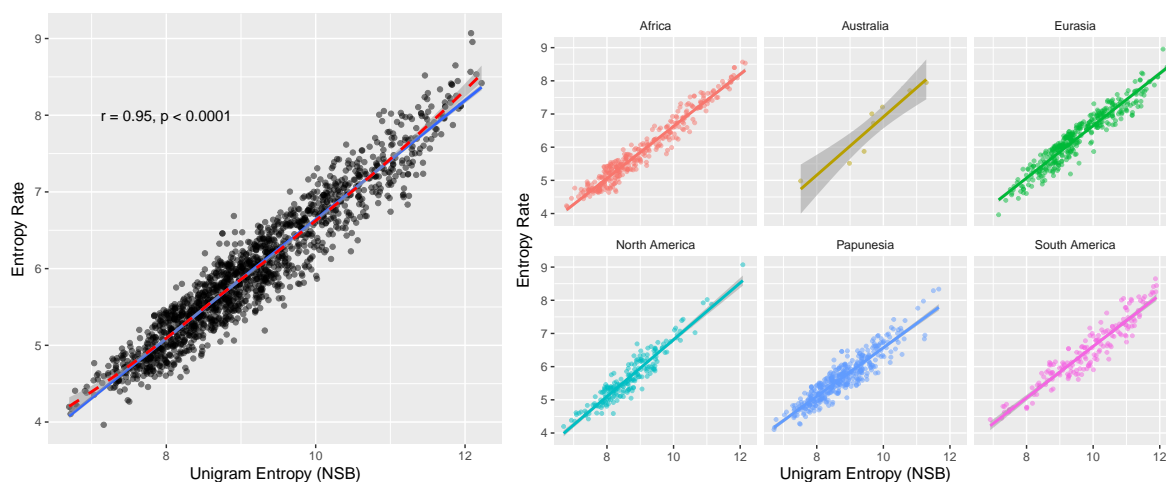 r = 0.95, p < 0.0001
Entropy Rate
9
8
7
6
5
4
8
10
12
Unigram Entropy (NSB)
Africa
Australia
Eurasia
9
8
7
6
5
4
North America
Papunesia
South America
9
8
7
6
5
4
Entropy Rate
8 10 12 8 10 12 8 10 12
Unigram Entropy (NSB)